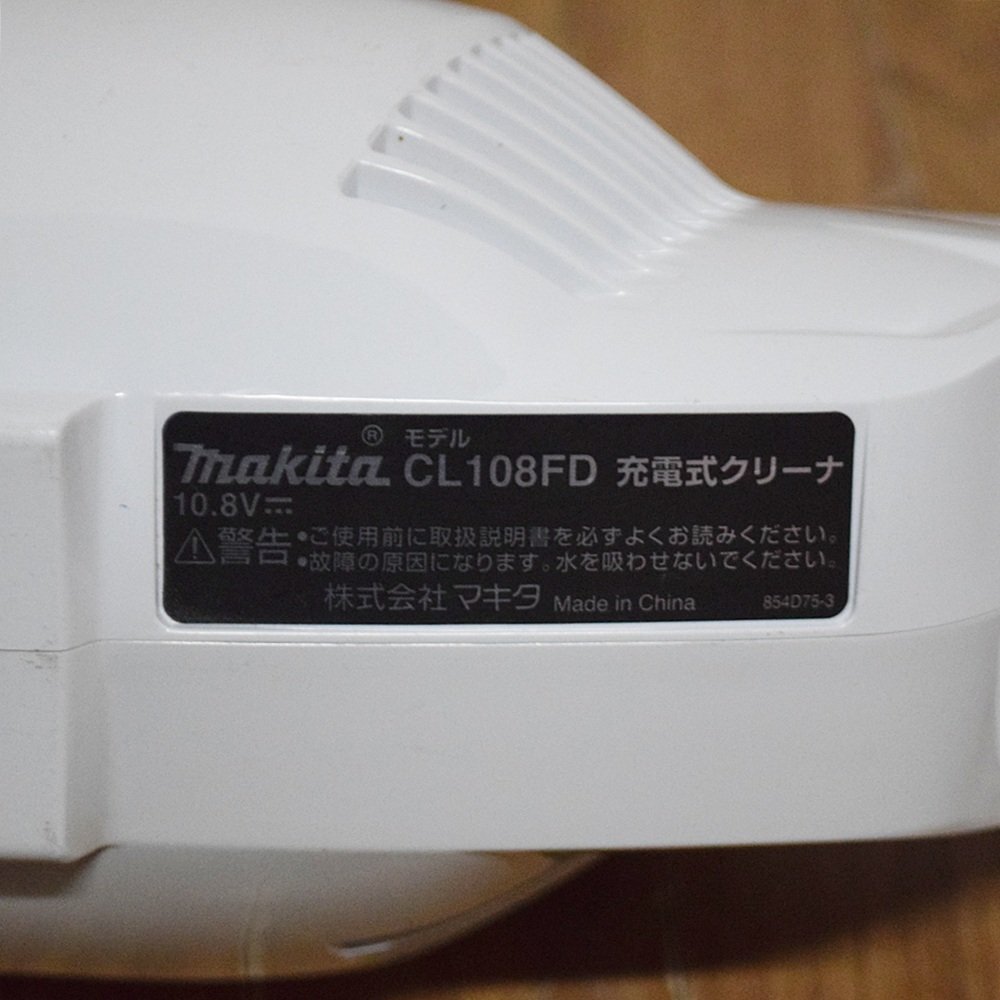 makita® モデル CL108FD 充電式クリーナ
10.8V
警告 •ご使用前に取扱説明書を必ずよくお読みください。
•故障の原因になります。水を吸わせないでください。
株式会社 マキタ Made in China 854D75-3